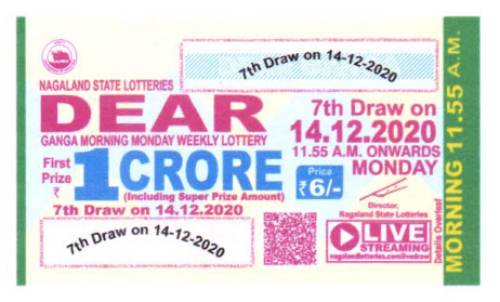 7th Draw on 14-12-2020
NAGALAND STATE LOTTERIES
DEAR
GANGA MORNING MONDAY WEEKLY LOTTERY
First Prize ₹ 1 CRORE
(Including Super Prize Amount)
7th Draw on 14.12.2020
7th Draw on 14-12-2020
7th Draw on
14.12.2020
11.55 A.M. ONWARDS
MONDAY
Price
₹6/-
Director,
Nagaland State Lotteries
LIVE
STREAMING
nagalandlotteries.com/livedraw
Details Overleaf
MORNING 11.55 A.M.